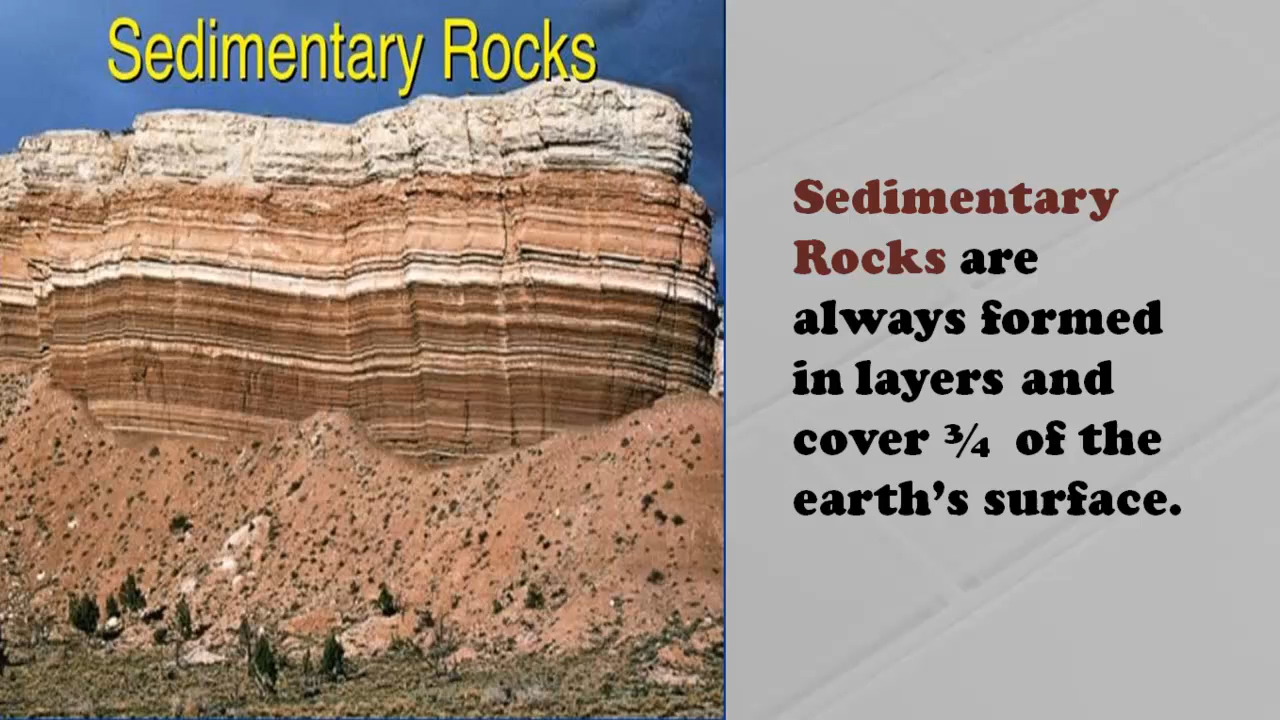 Sedimentary Rocks
Sedimentary
Rocks are
always formed
in layers and
cover ¾ of the
earth’s surface.